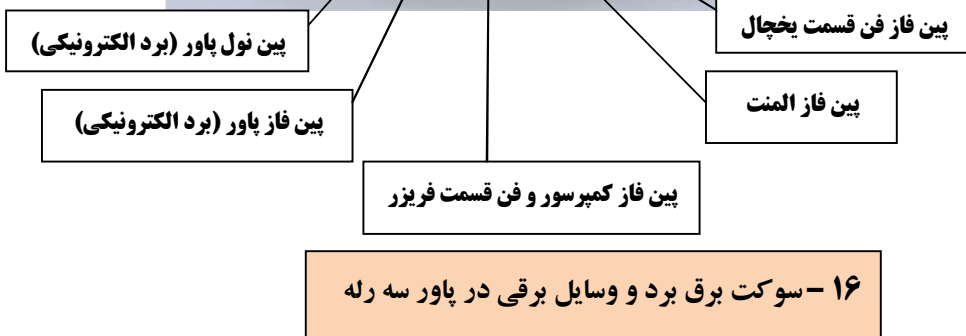 پین فاز فن قسمت یخچال
پین نول پاور (برد الکترونیکی)
پین فاز المنت
پین فاز پاور (برد الکترونیکی)
پین فاز کمپرسور و فن قسمت فریزر
۱۶ – سوکت برق برد و وسایل برقی در پاور سه رله